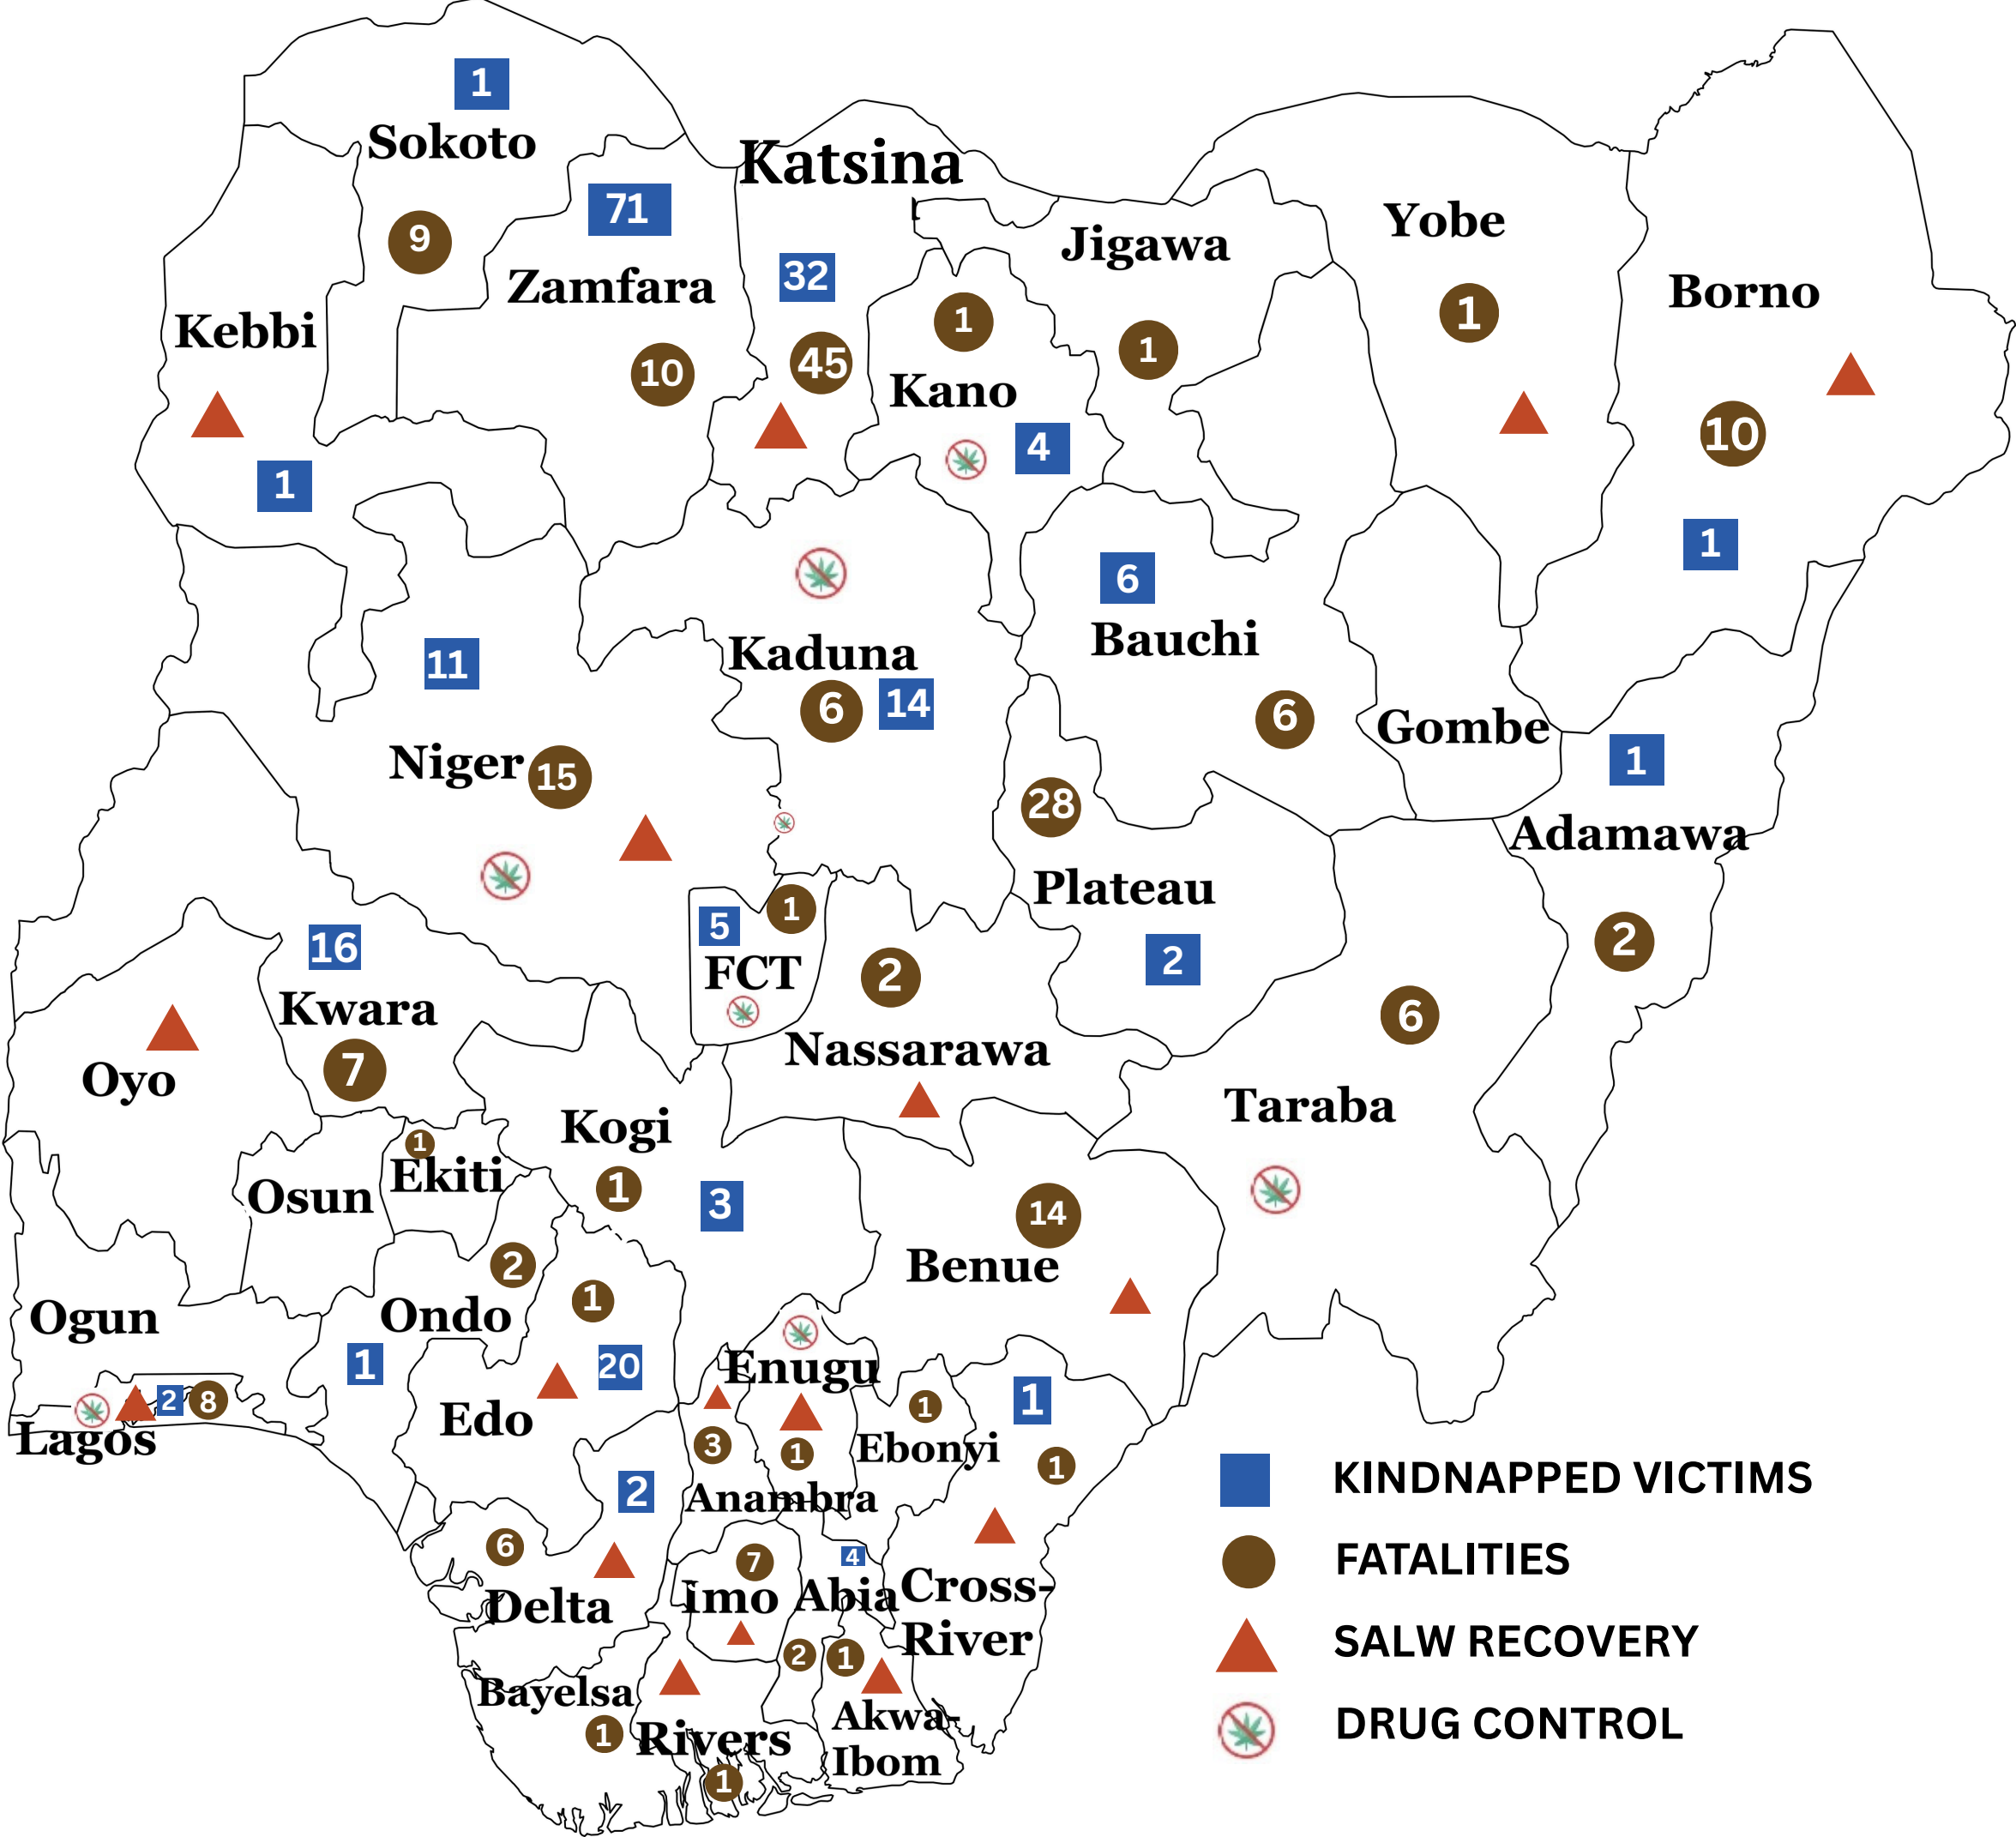 1
Sokoto
Katsina
71
9
Yobe
Jigawa
32
Zamfara
Borno
Kebbi
1
1
1
45
10
Kano
10
4
1
1
6
Bauchi
11
Kaduna
6
14
6
Gombe
Niger
15
1
28
Adamawa
Plateau
5
1
16
2
FCT
2
2
Kwara
6
Nassarawa
7
Oyo
Taraba
Kogi
1
Ekiti
Osun
1
3
14
Benue
2
1
Ogun
Ondo
1
20
Enugu
2
8
1
1
Lagos
Edo
3
1
Ebonyi
1
2
Anambra
6
7
4
Delta
Imo
Abia
Cross-
River
2
1
Bayelsa
1
Rivers
Akwa-
Ibom
1
KINDNAPPED VICTIMS
FATALITIES
SALW RECOVERY
DRUG CONTROL